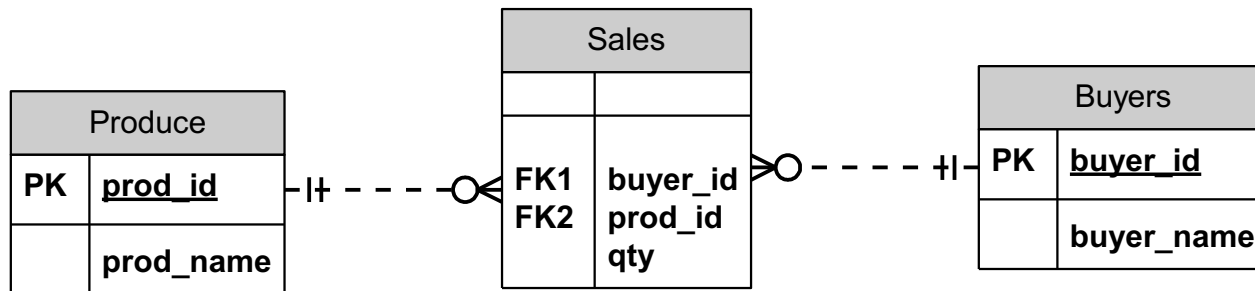 Produce
PK prod_id
prod_name
Sales
FK1 buyer_id
FK2 prod_id
qty
Buyers
PK buyer_id
buyer_name